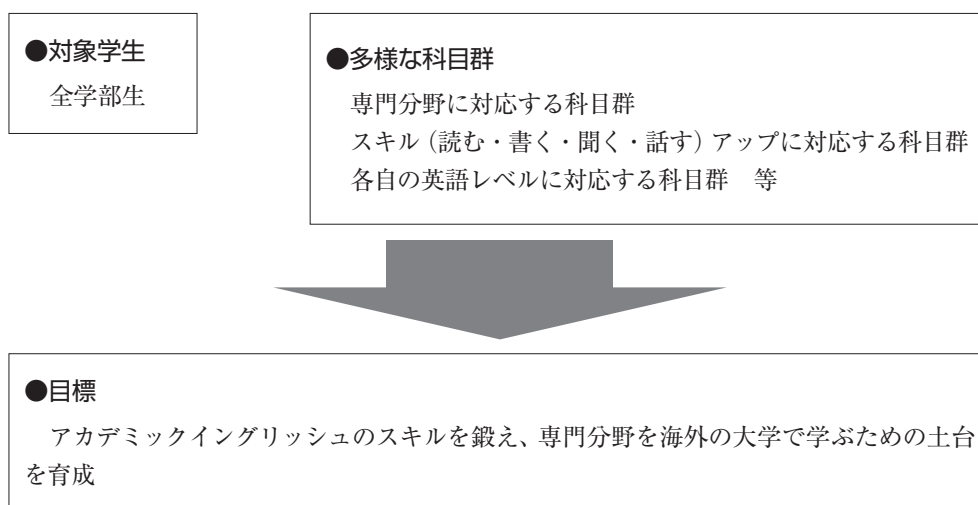 ●対象学生
全学部生
●多様な科目群
専門分野に対応する科目群
スキル（読む・書く・聞く・話す）アップに対応する科目群
各自の英語レベルに対応する科目群　等
●目標
アカデミックイングリッシュのスキルを鍛え、専門分野を海外の大学で学ぶための土台
を育成